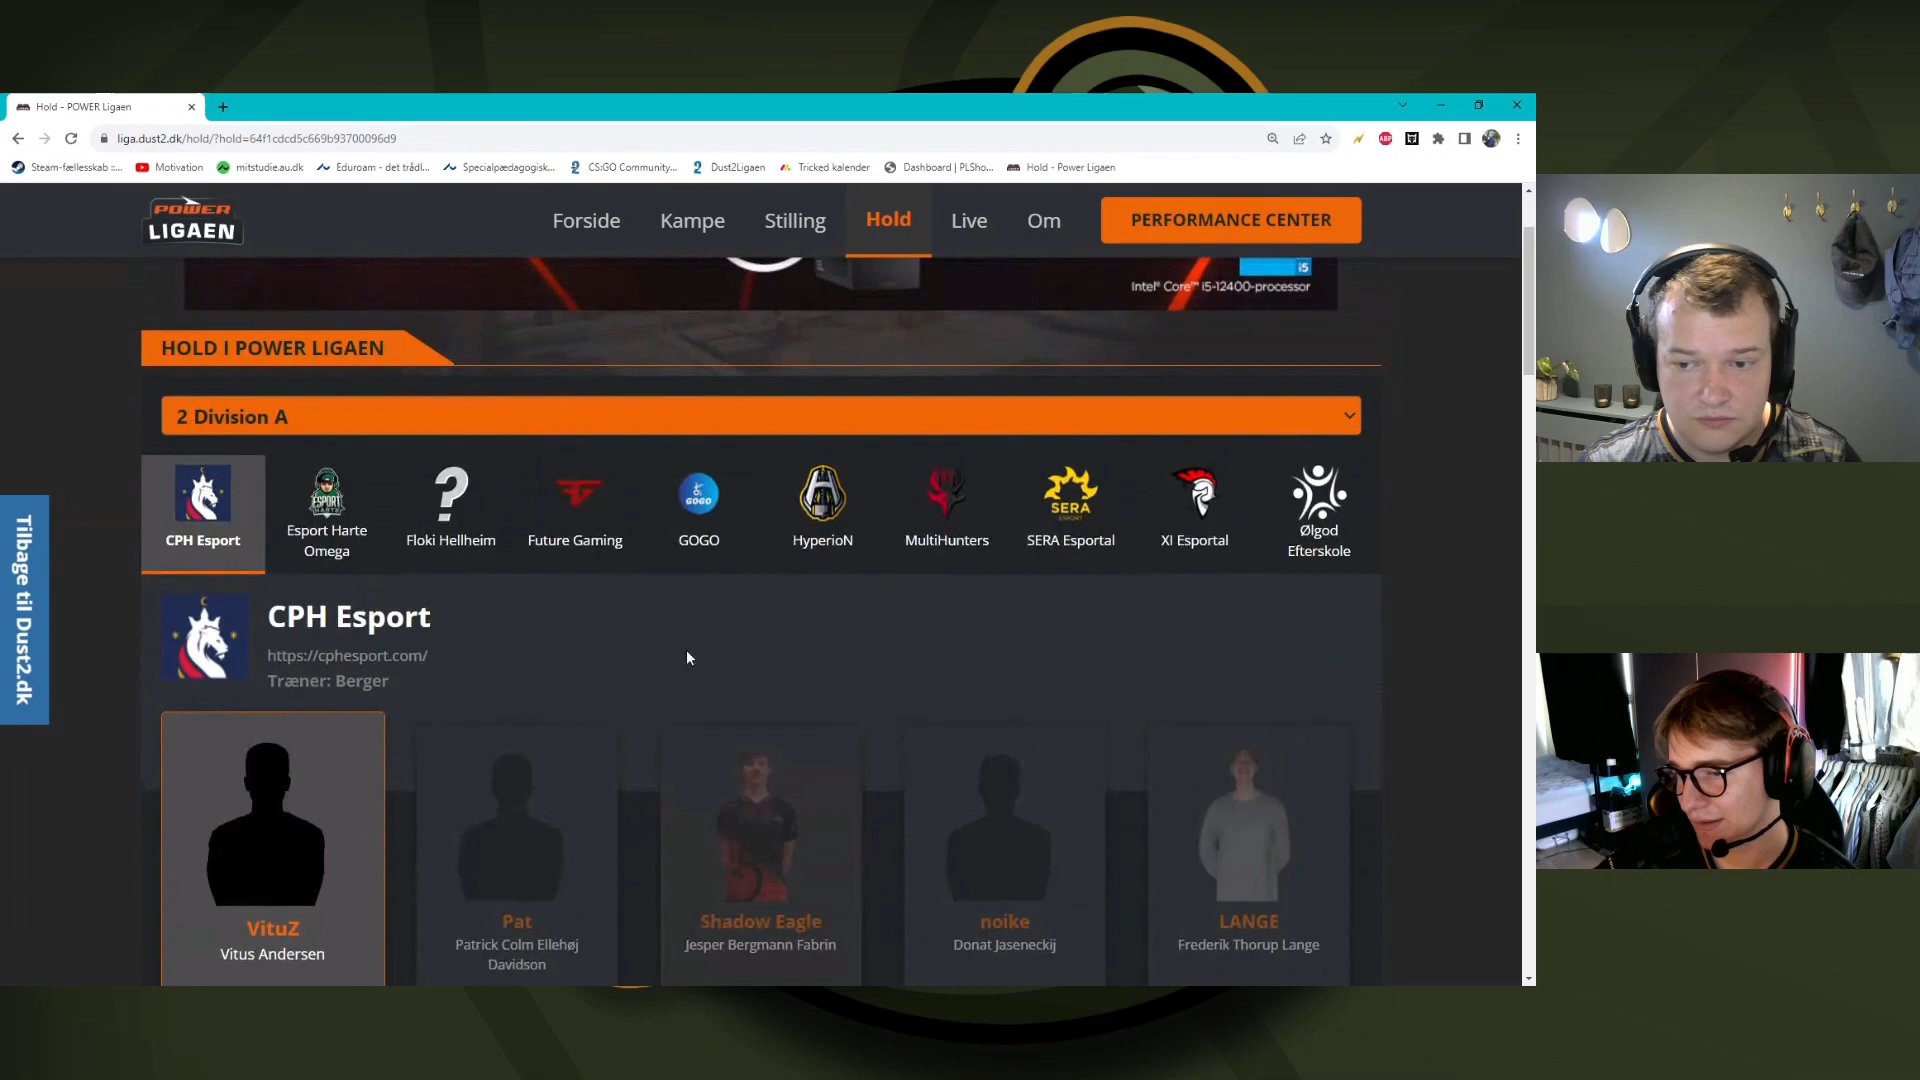 Hold - POWER Ligaen
liga.dust2.dk/hold/?hold=64f1cdcd5c669b93700096d9
Steam-fællesskab ::...
Motivation
mitstudie.au.dk
Eduroam - det trådl...
Specialpædagogisk...
CS:GO Community...
Dust2Ligaen
Tricked kalender
Dashboard | PLSho...
Hold - Power Ligaen
POWER
LIGAEN
Forside
Kampe
Stilling
Hold
Live
Om
PERFORMANCE CENTER
i5
Intel® Core™ i5-12400-processor
HOLD I POWER LIGAEN
2 Division A
CPH Esport
ESPORT
HARTE
Esport Harte
Omega
?
Floki Hellheim
Future Gaming
GOGO
GOGO
HyperioN
MultiHunters
SERA
ESPORT
SERA Esportal
XI Esportal
Ølgod
Efterskole
Tilbage til Dust2.dk
CPH Esport
https://cphesport.com/
Træner: Berger
VituZ
Vitus Andersen
Pat
Patrick Colm Ellehøj
Davidson
Shadow Eagle
Jesper Bergmann Fabrin
noike
Donat Jaseneckij
LANGE
Frederik Thorup Lange